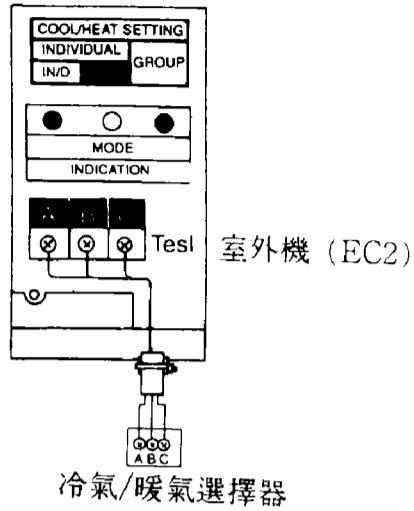 COOL/HEAT SETTING
INDIVIDUAL
GROUP
IN/D
MODE
INDICATION
Tesl
室外機 (EC2)
A B C
冷氣/暖氣選擇器